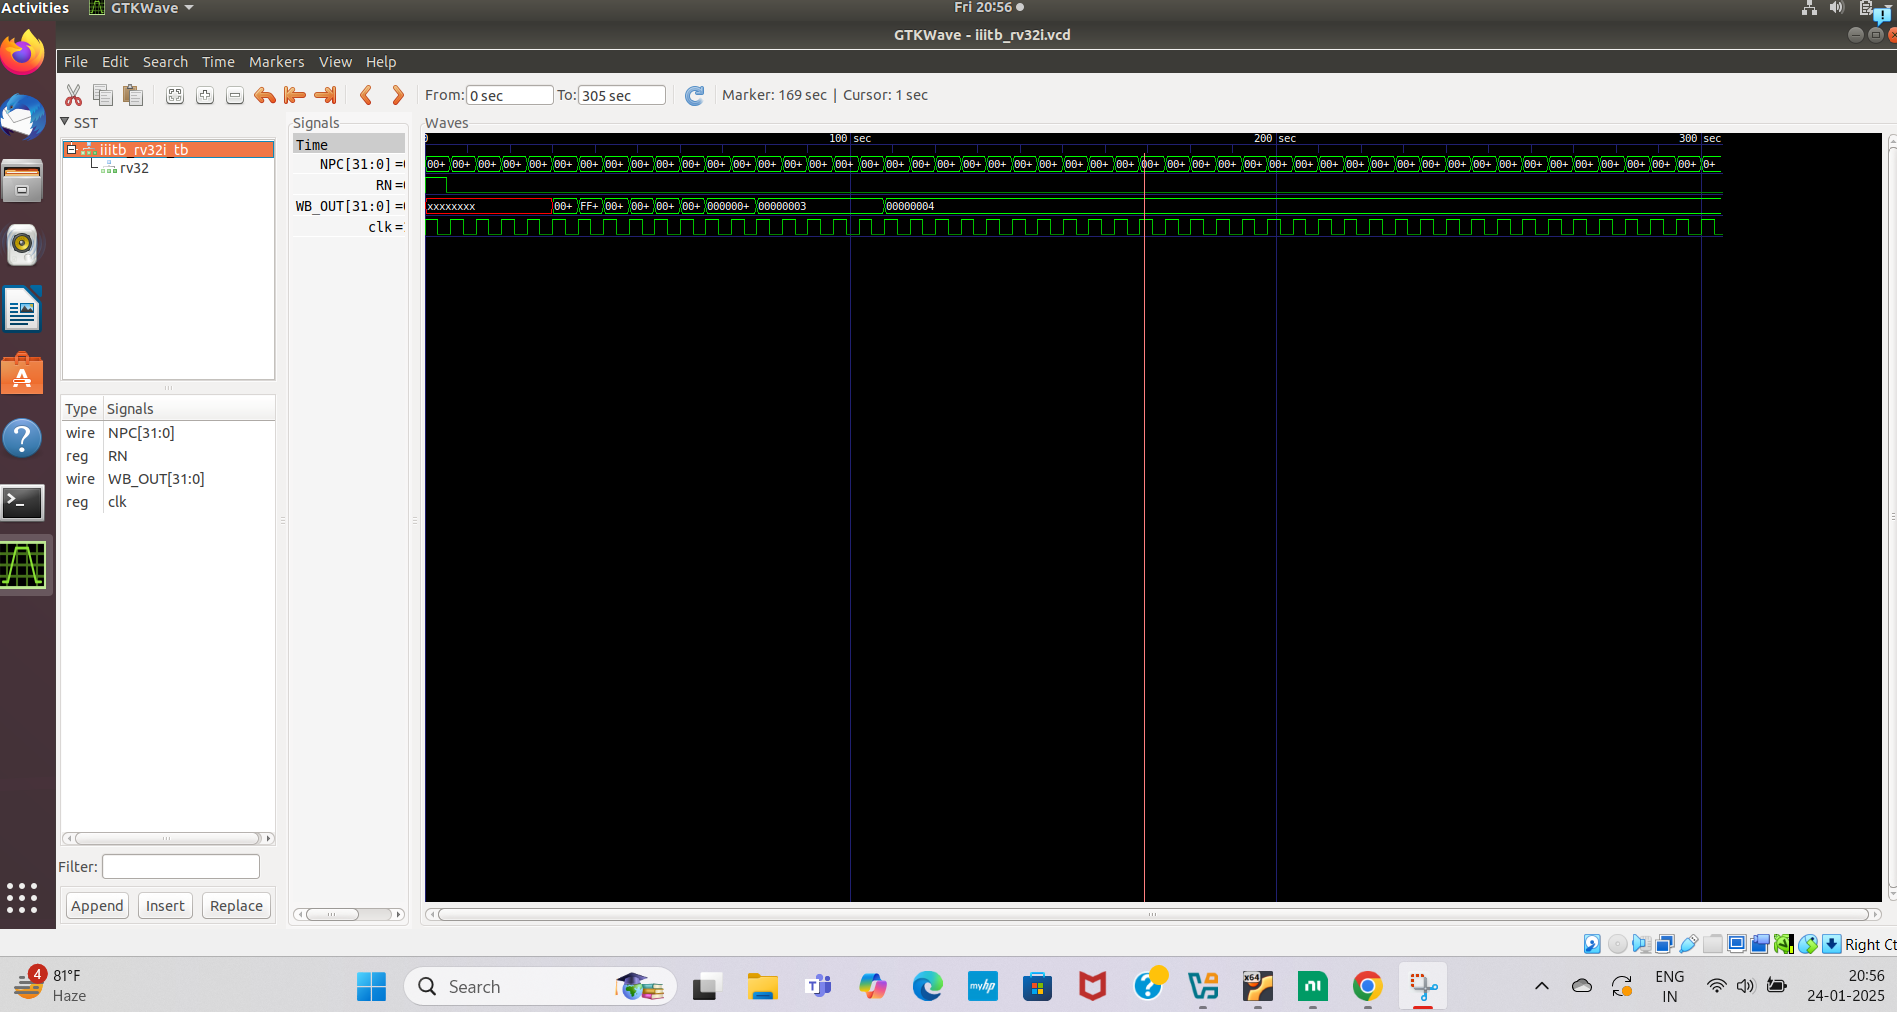 Activities GTKWave Fri 20:56
GTKWave - iiitb_rv32i.vcd
File Edit Search Time Markers View Help
From: 0 sec To: 305 sec Marker: 169 sec | Cursor: 1 sec
SST
iiitb_rv32i_tb
rv32
Type Signals
wire NPC[31:0]
reg RN
wire WB_OUT[31:0]
reg clk
Filter:
Append Insert Replace
Signals
Time
NPC[31:0] =
RN =
WB_OUT[31:0] =
clk =
Waves
0 100 sec 200 sec 300 sec
00+ 00+ 00+ 00+ 00+ 00+ 00+ 00+ 00+ 00+ 00+ 00+ 00+ 00+ 00+ 00+ 00+ 00+ 00+ 00+ 00+ 00+ 00+ 00+ 00+ 00+ 00+ 00+ 00+ 00+ 00+ 00+ 00+ 00+ 00+ 00+ 00+ 00+ 00+ 00+ 00+ 00+ 00+ 00+ 00+ 00+ 00+ 00+ 00+ 00+ 0+
xxxxxxxx 00+ FF+ 00+ 00+ 00+ 00+ 000000+ 00000003 00000004
Right Ct
4
81°F
Haze
Search
myhp
x64
ENG
IN
20:56
24-01-2025